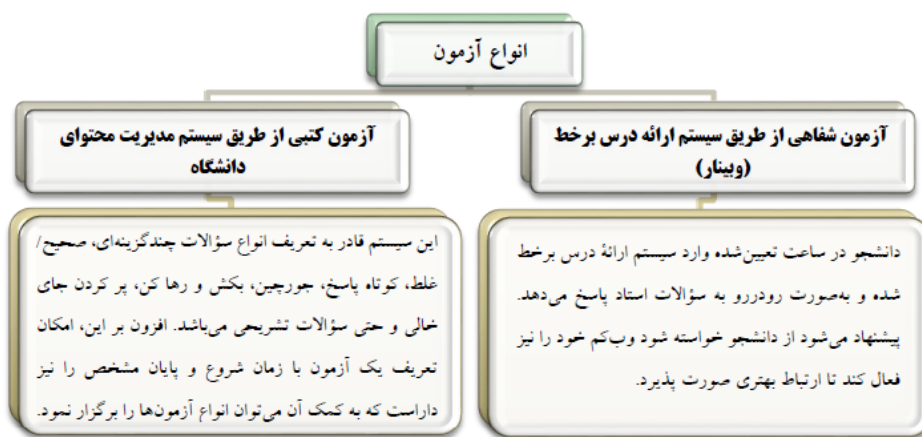 انواع آزمون
آزمون شفاهی از طریق سیستم ارائه درس برخط
(وبینار)
دانشجو در ساعت تعیین‌شده وارد سیستم ارائۀ درس برخط
شده و به‌صورت رودررو به سؤالات استاد پاسخ می‌دهد.
پیشنهاد می‌شود از دانشجو خواسته شود وب‌کم خود را نیز
فعال کند تا ارتباط بهتری صورت پذیرد.
آزمون کتبی از طریق سیستم مدیریت محتوای
دانشگاه
این سیستم قادر به تعریف انواع سؤالات چندگزینه‌ای، صحیح/
غلط، کوتاه پاسخ، جورچین، بکش و رها کن، پر کردن جای
خالی و حتی سؤالات تشریحی می‌باشد. افزون بر این، امکان
تعریف یک آزمون با زمان شروع و پایان مشخص را نیز
داراست که به کمک آن می‌توان انواع آزمون‌ها را برگزار نمود.